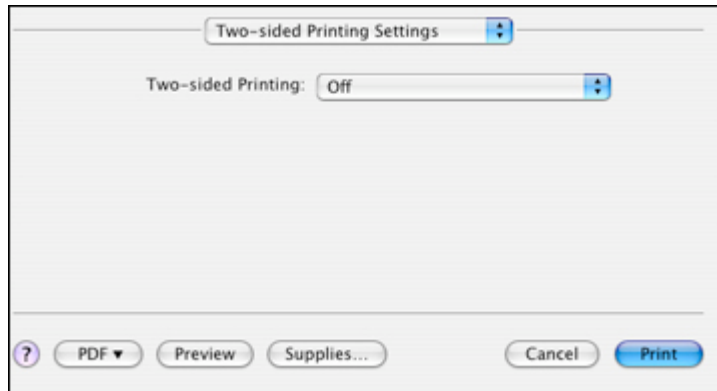 Two-sided Printing Settings
Two-sided Printing: Off
? PDF ▼ Preview Supplies... Cancel Print